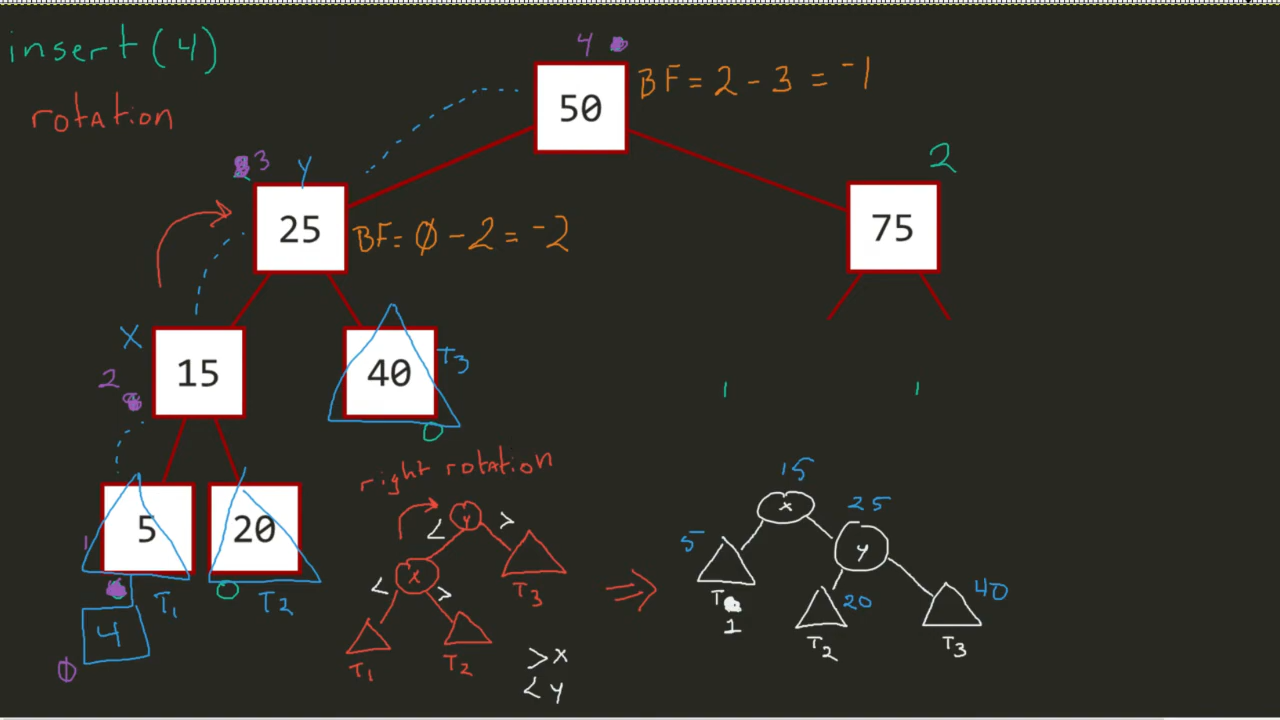 insert(4)
4
50
BF = 2 - 3 = -1
rotation
3
Y
2
25
BF = 0 - 2 = -2
75
X
15
2
40
T3
0
1
1
right rotation
5
20
1
T1
0
T2
4
0
y
<
>
x
<
>
T3
T1
T2
> x
< y
⇒
15
x
25
y
5
T1
20
T2
40
T3